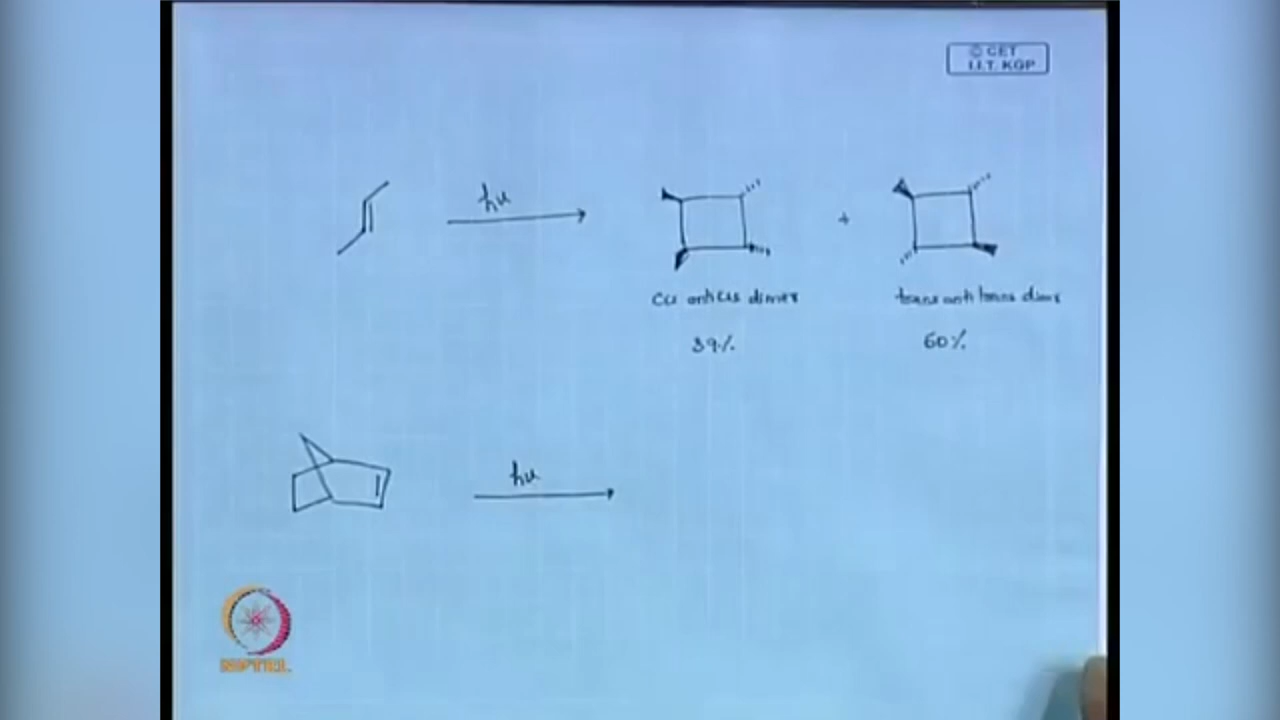 © CET
I.I.T. KGP
hν
+
cis anti cis dimer
trans anti trans dimer
39%
60%
hν
NPTEL